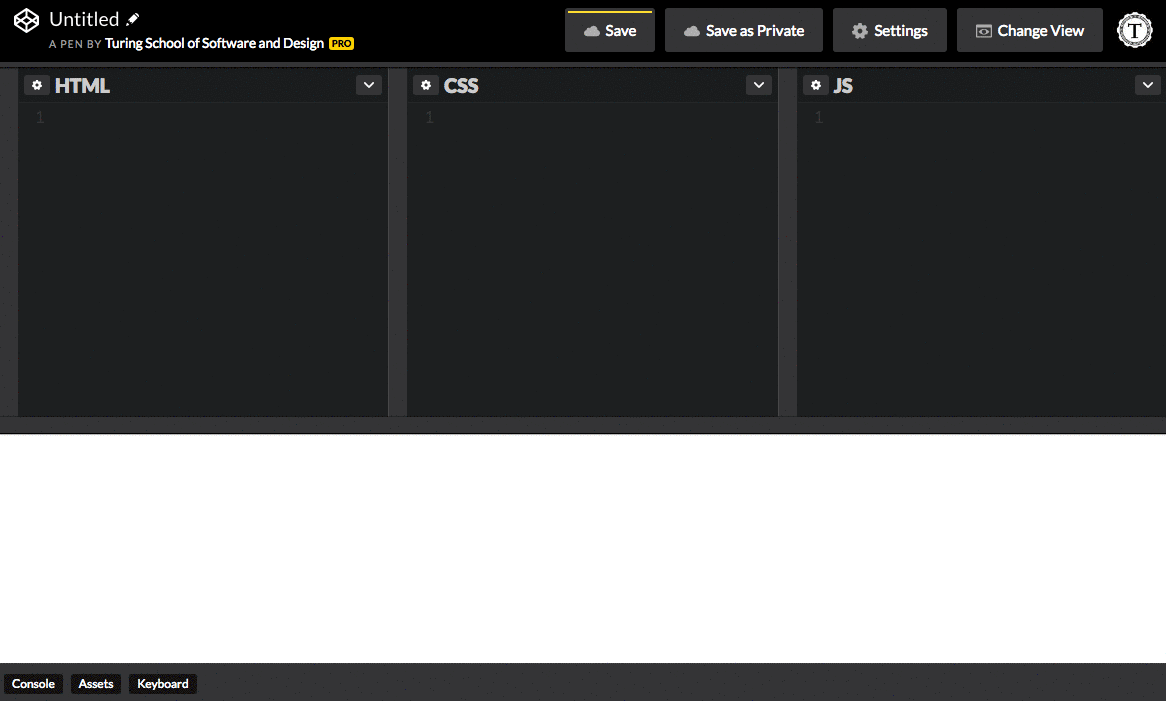 Untitled
A PEN BY Turing School of Software and Design PRO
Save
Save as Private
Settings
Change View
T
HTML
CSS
JS
1
1
1
Console
Assets
Keyboard